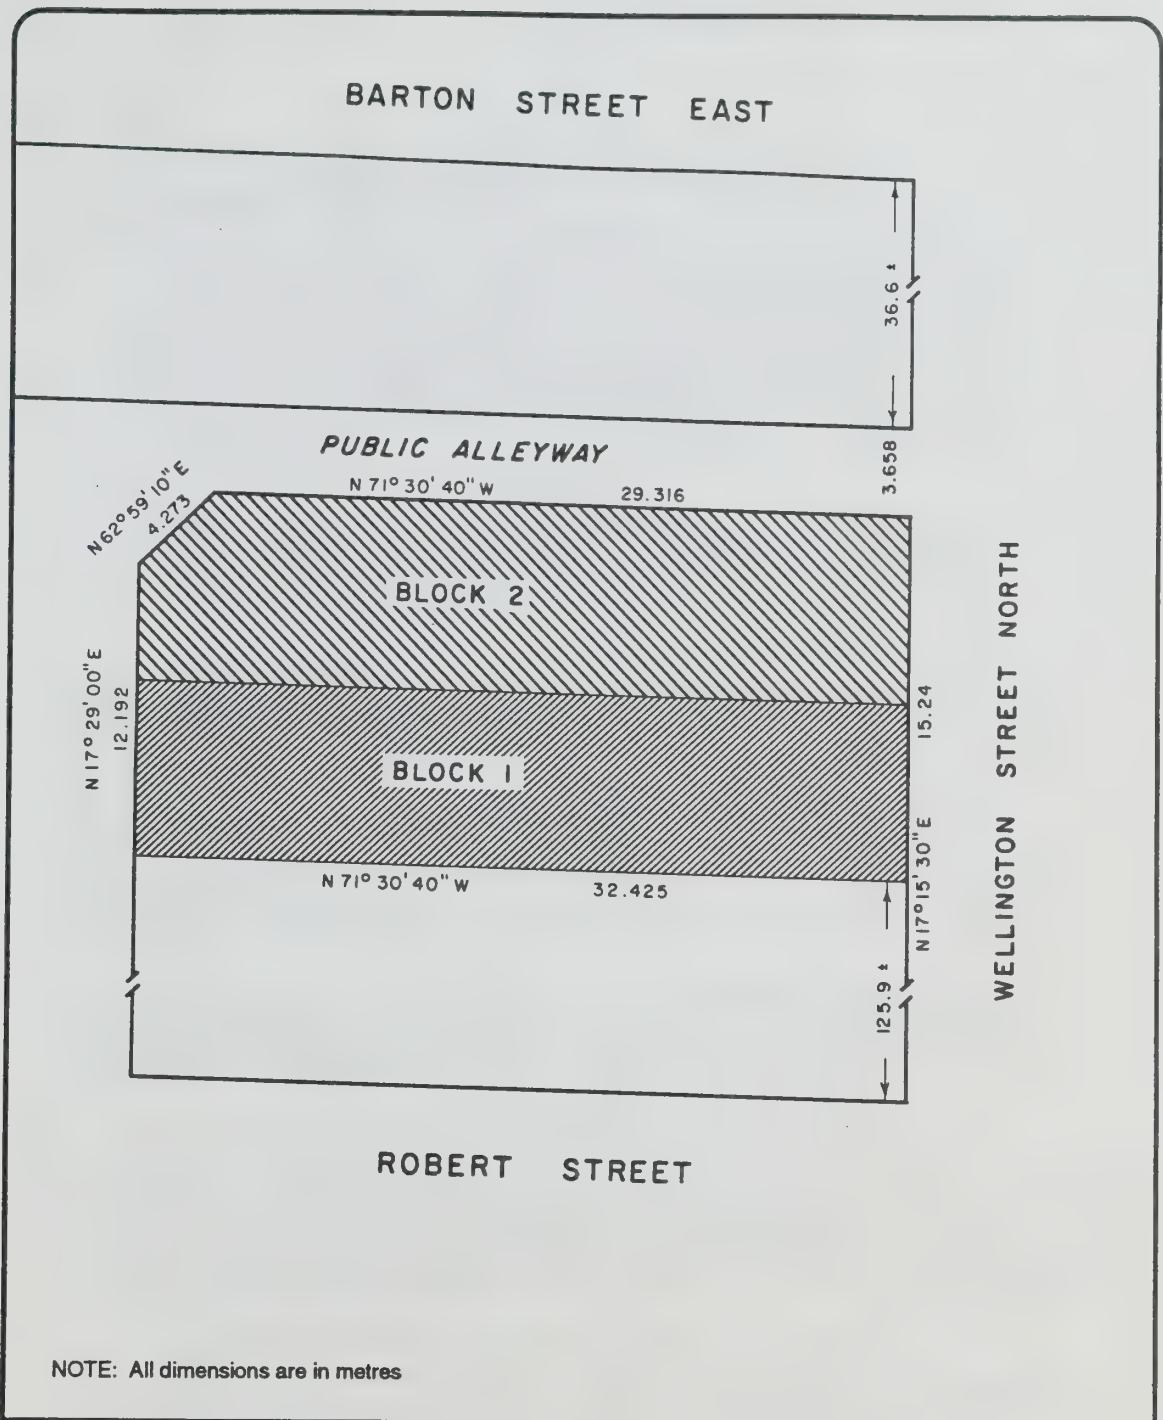 BARTON STREET EAST
36.6 ±
PUBLIC ALLEYWAY
3.658
N 71° 30' 40" W 29.316
N 62° 59' 10" E
4.273
BLOCK 2
N 17° 29' 00" E
12.192
15.24
BLOCK 1
N 17° 15' 30" E
WELLINGTON STREET NORTH
N 71° 30' 40" W 32.425
125.9 ±
ROBERT STREET
NOTE: All dimensions are in metres